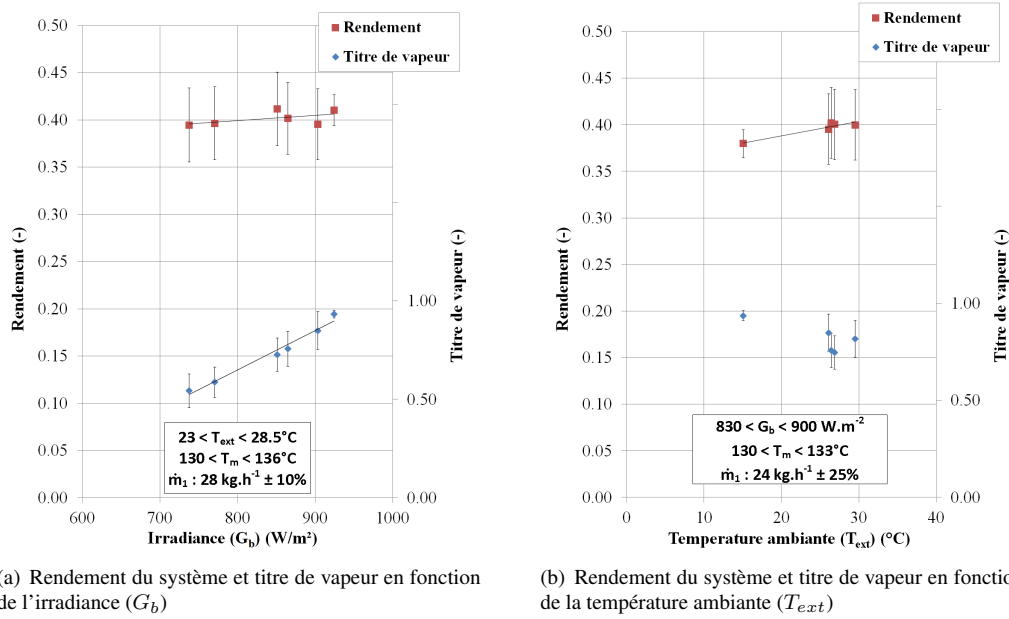 Rendement
Titre de vapeur
0.50
0.45
0.40
0.35
0.30
0.25
0.20
0.15
0.10
0.05
0.00
Rendement (-)
600
700
800
900
1000
Irradiance (Gb) (W/m²)
1.00
0.50
0.00
Titre de vapeur (-)
23 < Text < 28.5°C
130 < Tm < 136°C
ṁ1 : 28 kg.h-1 ± 10%
(a) Rendement du système et titre de vapeur en fonction
de l'irradiance (Gb)
Rendement
Titre de vapeur
0.50
0.45
0.40
0.35
0.30
0.25
0.20
0.15
0.10
0.05
0.00
Rendement (-)
0
10
20
30
40
Temperature ambiante (Text) (°C)
1.00
0.50
0.00
Titre de vapeur (-)
830 < Gb < 900 W.m-2
130 < Tm < 133°C
ṁ1 : 24 kg.h-1 ± 25%
(b) Rendement du système et titre de vapeur en fonctio
de la température ambiante (Text)